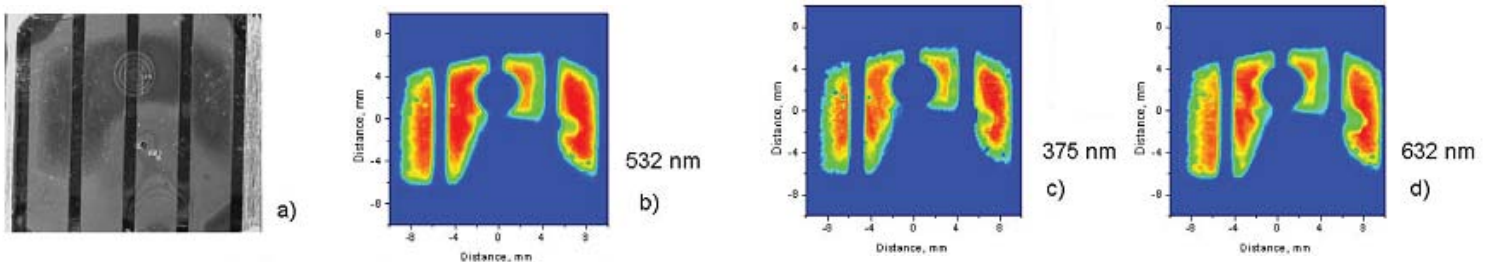 a)
Distance, mm
8
4
0
-4
-8
-8 -4 0 4 8
Distance, mm
532 nm
b)
Distance, mm
8
4
0
-4
-8
-8 -4 0 4 8
Distance, mm
375 nm
c)
Distance, mm
8
4
0
-4
-8
-8 -4 0 4 8
Distance, mm
632 nm
d)